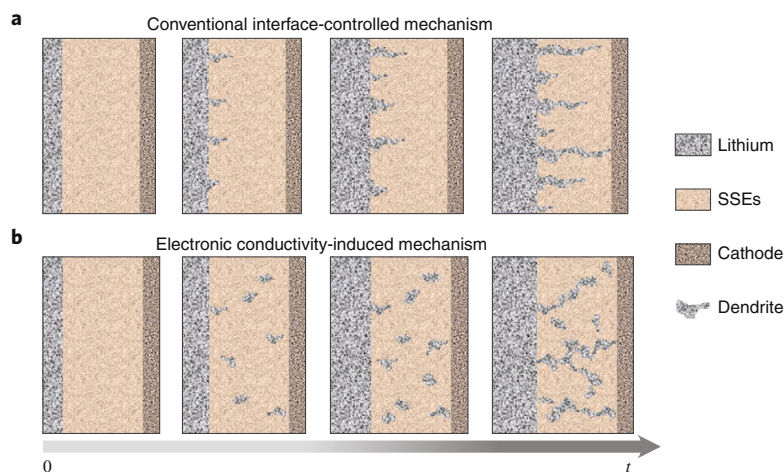 a
Conventional interface-controlled mechanism
Lithium
SSEs
Cathode
Dendrite
b
Electronic conductivity-induced mechanism
0
t